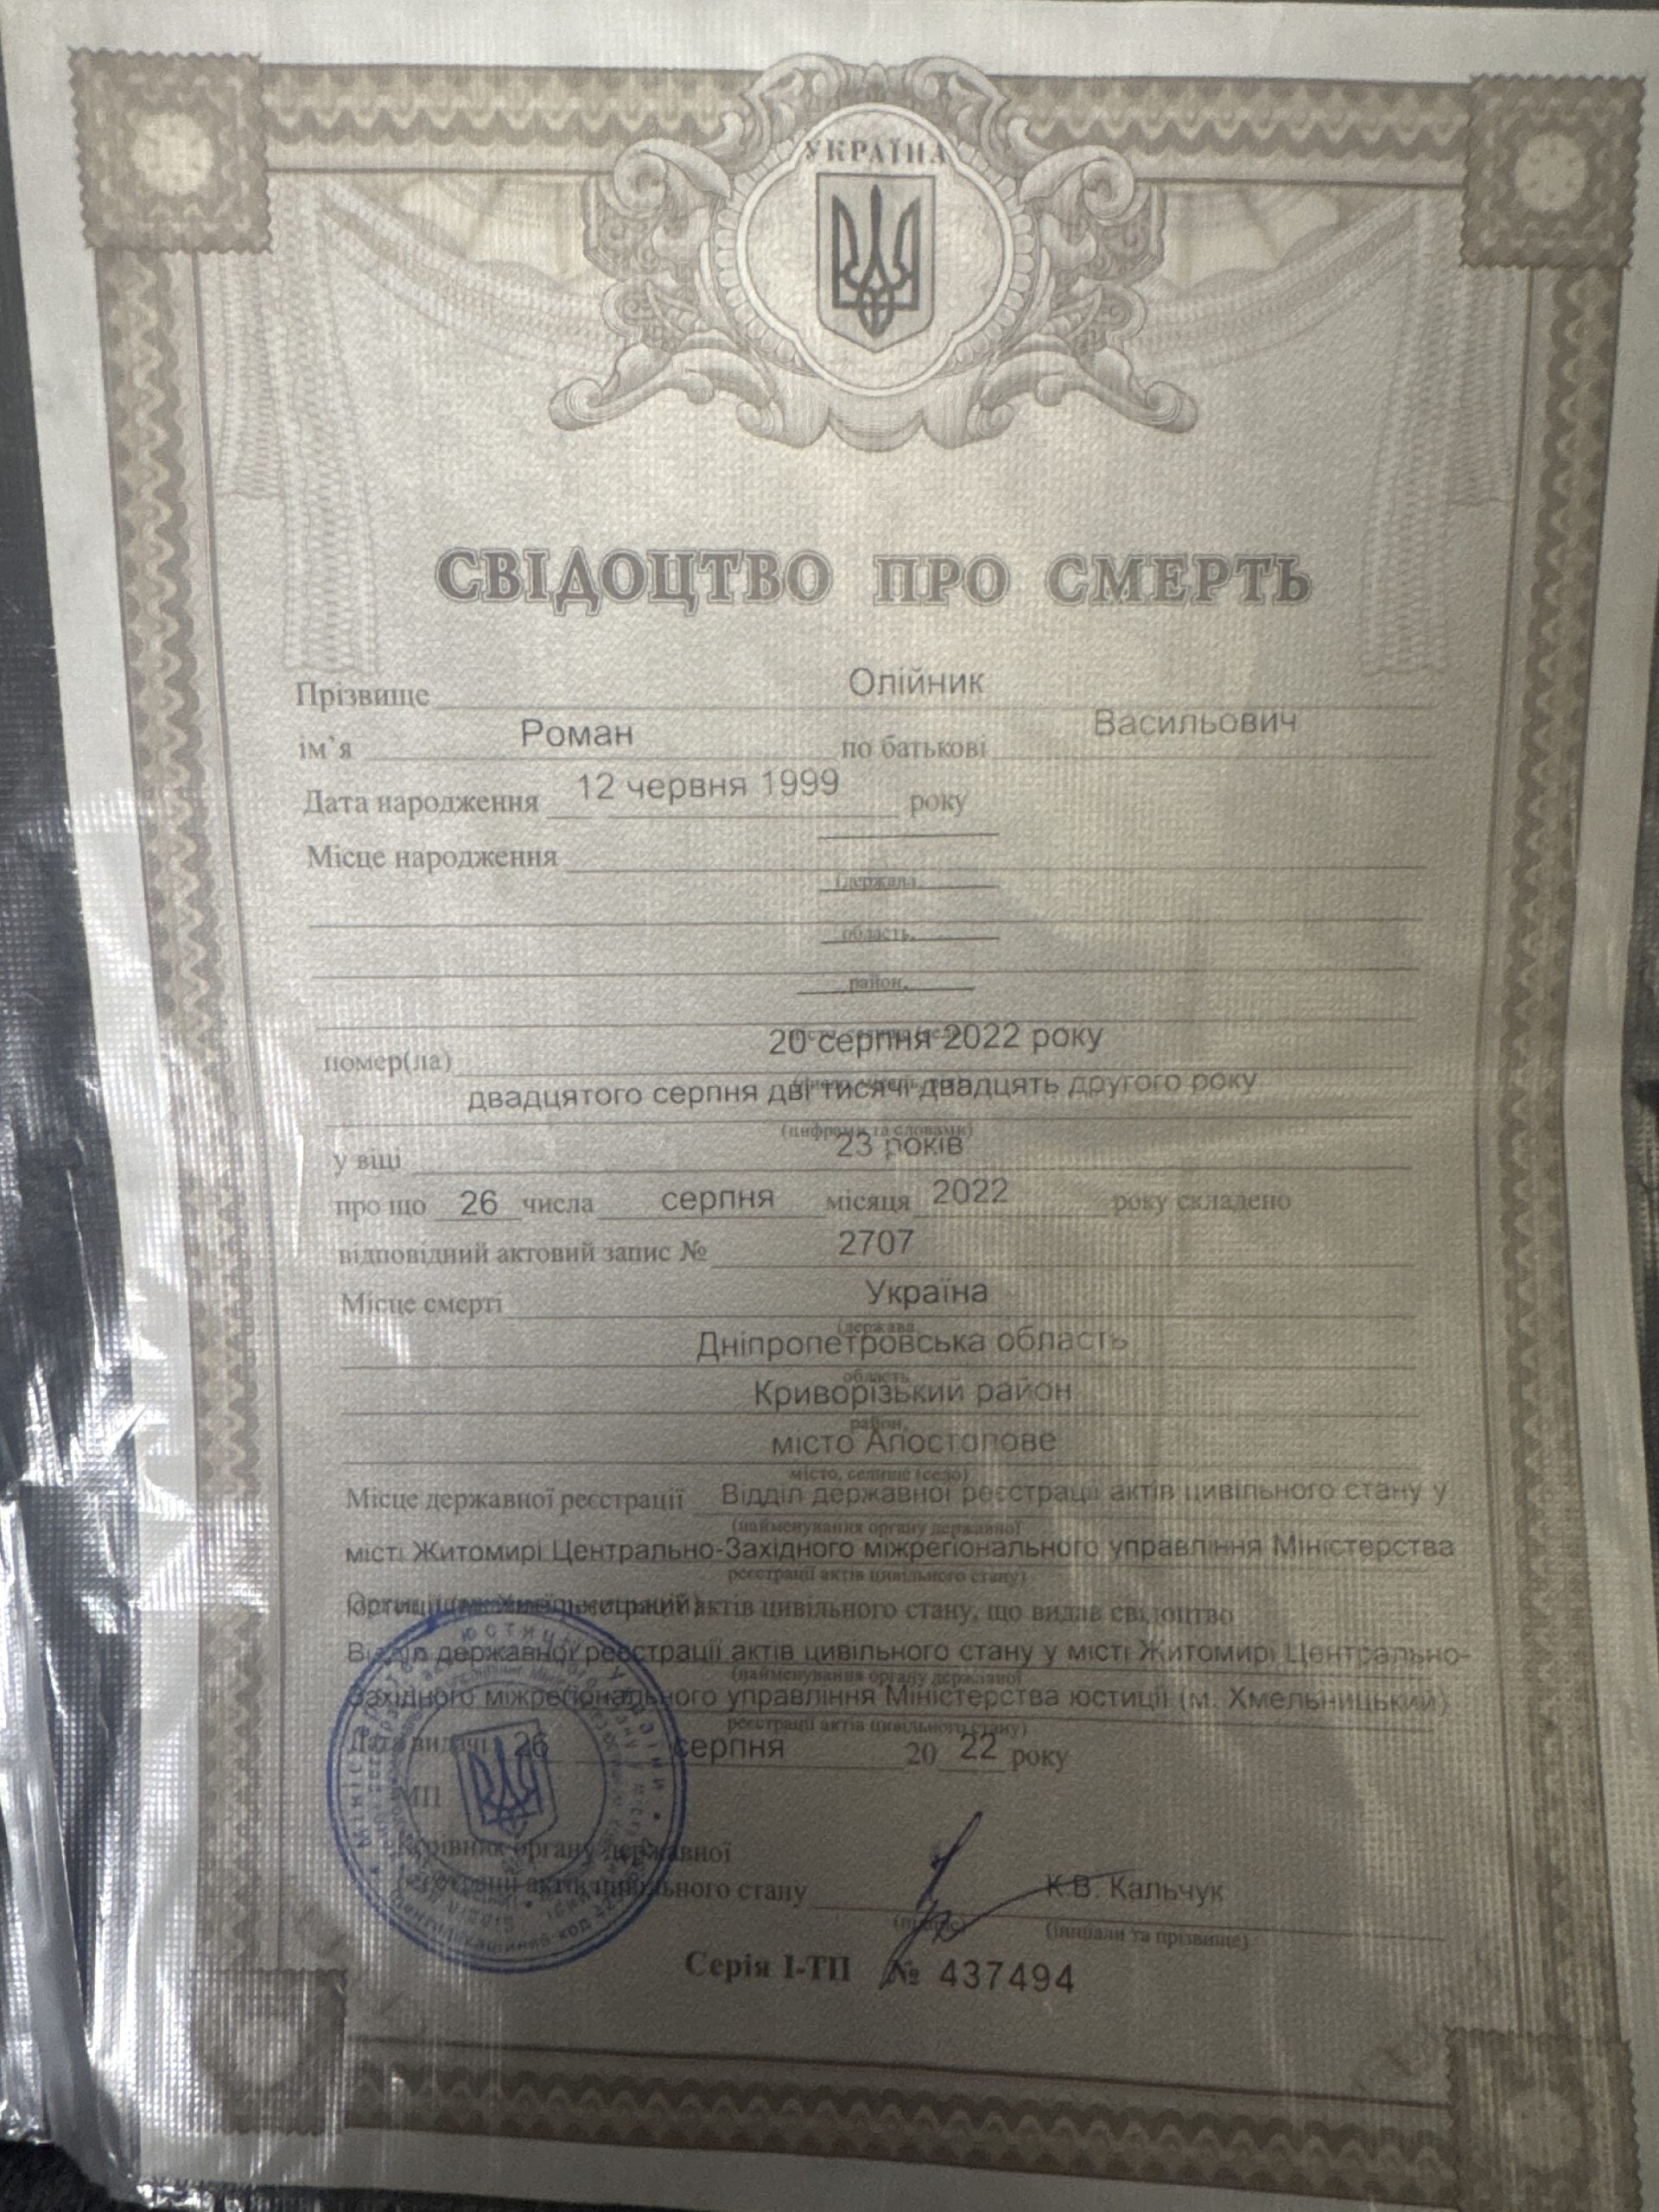 УКРАЇНА
СВІДОЦТВО ПРО СМЕРТЬ
Прізвище Олійник
ім`я Роман по батькові Васильович
Дата народження 12 червня 1999 року
Місце народження
(держава,
область,
район,
номер(ла) 20 серпня 2022 року
двадцятого серпня дві тисячі двадцять другого року
(цифрами та словами)
у віці 23 років
про що 26 числа серпня місяця 2022 року складено
відповідний актовий запис № 2707
Місце смерті Україна
(держава,
Дніпропетровська область
область,
Криворізький район
район,
місто Апостолове
місто, селище (село)
Місце державної реєстрації Відділ державної реєстрації актів цивільного стану у
(найменування органу державної
місті Житомирі Центрально-Західного міжрегіонального управління Міністерства
реєстрації актів цивільного стану)
актів цивільного стану, що видав свідоцтво
Відділ державної реєстрації актів цивільного стану у місті Житомирі Центрально-
(найменування органу державної
Західного міжрегіонального управління Міністерства юстиції (м. Хмельницький)
реєстрації актів цивільного стану)
Дата видачі 26 серпня 20 22 року
МП
Керівник органу державної
реєстрації актів цивільного стану К.В. Кальчук
(підпис) (ініціали та прізвище)
Серія І-ТП № 437494